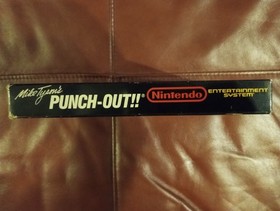 Mike Tyson's
PUNCH-OUT!!®
Nintendo
ENTERTAINMENT
SYSTEM